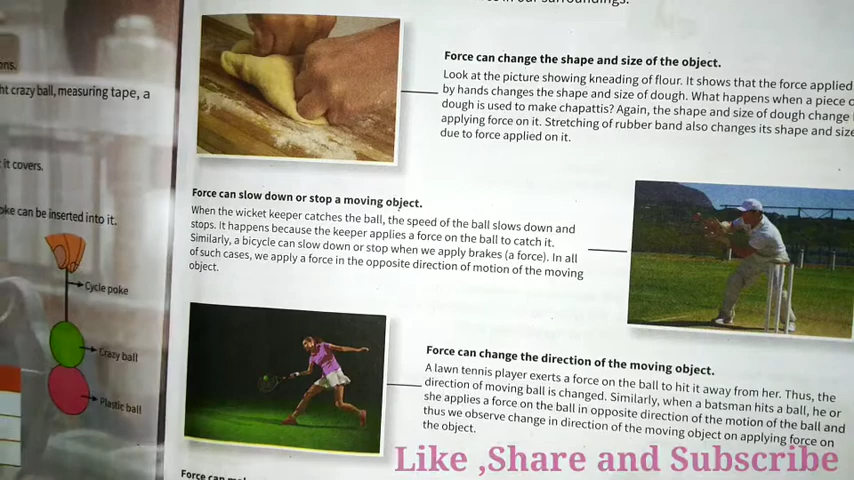 ons.
ht crazy ball, measuring tape, a
it covers.
oke can be inserted into it.
Cycle poke
Crazy ball
Plastic ball
in our surroundings.
Force can change the shape and size of the object.
Look at the picture showing kneading of flour. It shows that the force applied
by hands changes the shape and size of dough. What happens when a piece o
dough is used to make chapattis? Again, the shape and size of dough change
applying force on it. Stretching of rubber band also changes its shape and size
due to force applied on it.
Force can slow down or stop a moving object.
When the wicket keeper catches the ball, the speed of the ball slows down and
stops. It happens because the keeper applies a force on the ball to catch it.
Similarly, a bicycle can slow down or stop when we apply brakes (a force). In all
of such cases, we apply a force in the opposite direction of motion of the moving
object.
Force can change the direction of the moving object.
A lawn tennis player exerts a force on the ball to hit it away from her. Thus, the
direction of moving ball is changed. Similarly, when a batsman hits a ball, he or
she applies a force on the ball in opposite direction of the motion of the ball and
thus we observe change in direction of the moving object on applying force on
the object.
Force can
Like ,Share and Subscribe